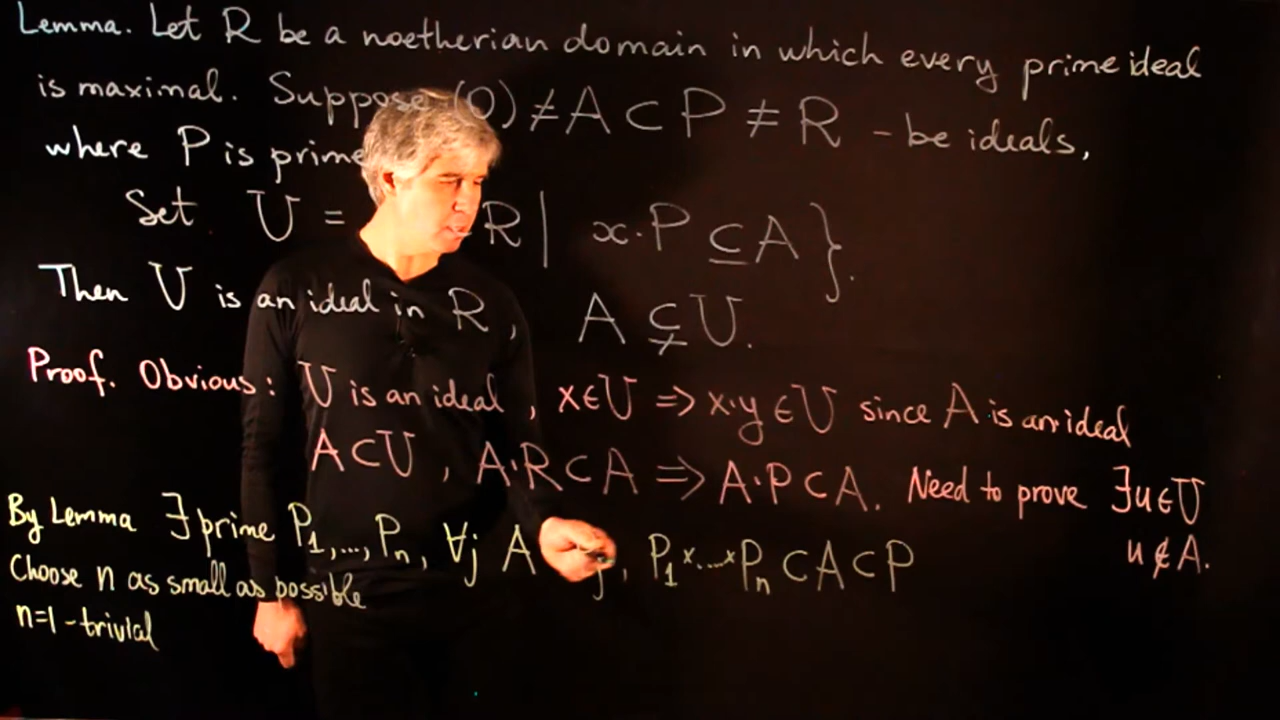 Lemma. Let R be a noetherian domain in which every prime ideal
is maximal. Suppose (0) ≠ A ⊂ P ≠ R - be ideals,
where P is prime
Set U = R | x·P ⊆ A }.
Then U is an ideal in R, A ⊊ U.
Proof. Obvious: U is an ideal, x∈U ⇒ x·y ∈ U since A is an ideal
A⊂U, A·R⊂A ⇒ A·P⊂A. Need to prove ∃u∈U
u∉A.
By Lemma ∃ prime P₁,...,Pₙ, ∀j A j, P₁×...×Pₙ ⊂ A ⊂ P
Choose n as small as possible
n=1 - trivial